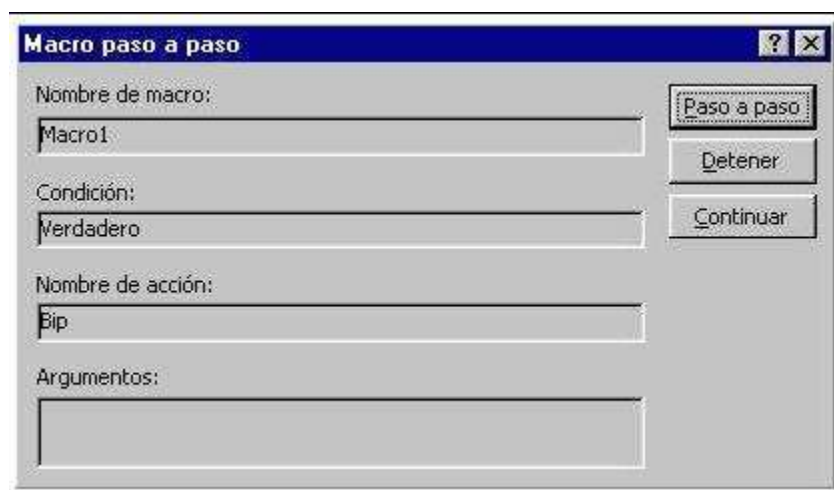 Macro paso a paso
Nombre de macro:
Macro1
Condición:
Verdadero
Nombre de acción:
Bip
Argumentos:
Paso a paso
Detener
Continuar